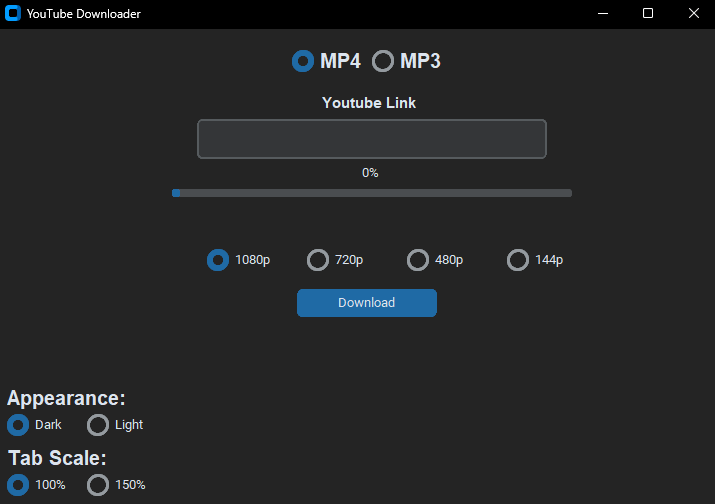 YouTube Downloader
MP4 MP3
Youtube Link
0%
1080p 720p 480p 144p
Download
Appearance:
Dark Light
Tab Scale:
100% 150%